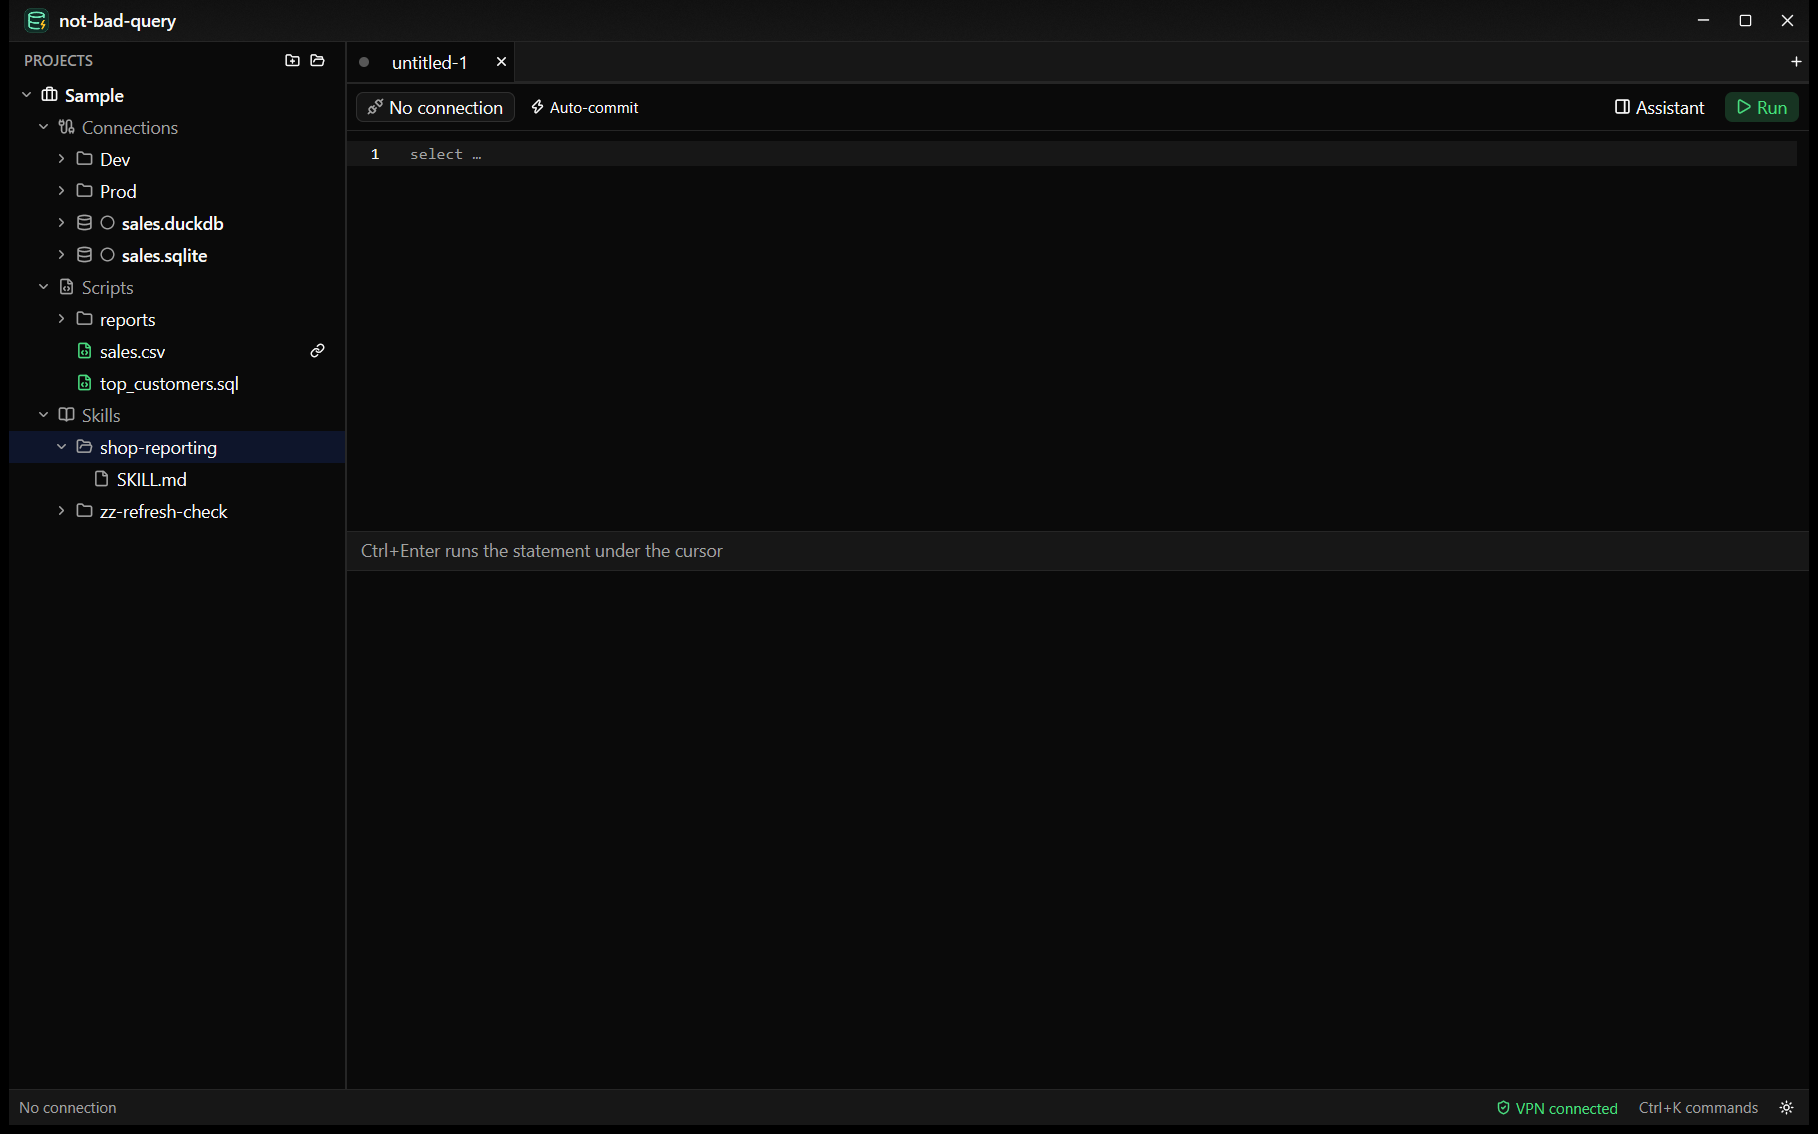 not-bad-query
PROJECTS
Sample
Connections
Dev
Prod
sales.duckdb
sales.sqlite
Scripts
reports
sales.csv
top_customers.sql
Skills
shop-reporting
SKILL.md
zz-refresh-check
untitled-1
No connection Auto-commit Assistant Run
1 select …
Ctrl+Enter runs the statement under the cursor
No connection VPN connected Ctrl+K commands